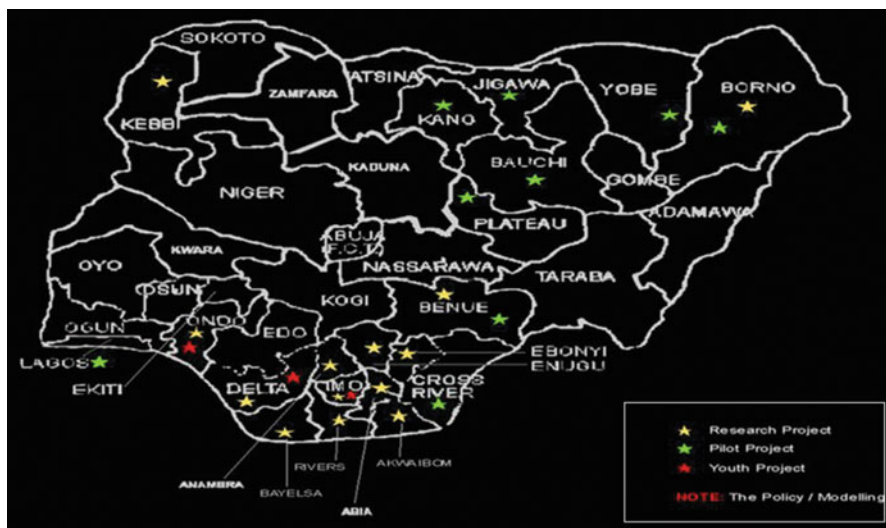 SOKOTO
ATSINA
JIGAWA
YOBE
BORNO
ZAMFARA
KANO
KEBBI
KADUNA
BAUCHI
NIGER
GOMBE
ADAMAWA
PLATEAU
ABUJA
(F.C.T)
KWARA
OYO
NASSARAWA
TARABA
OSUN
KOGI
BENUE
ONDO
OGUN
EDO
LAGOS
EBONYI
ENUGU
EKITI
DELTA
IMO
CROSS
RIVER
RIVERS
AKWAIBOM
ANAMBRA
BAYELSA
ABIA
Research Project
Pilot Project
Youth Project
NOTE: The Policy / Modelling